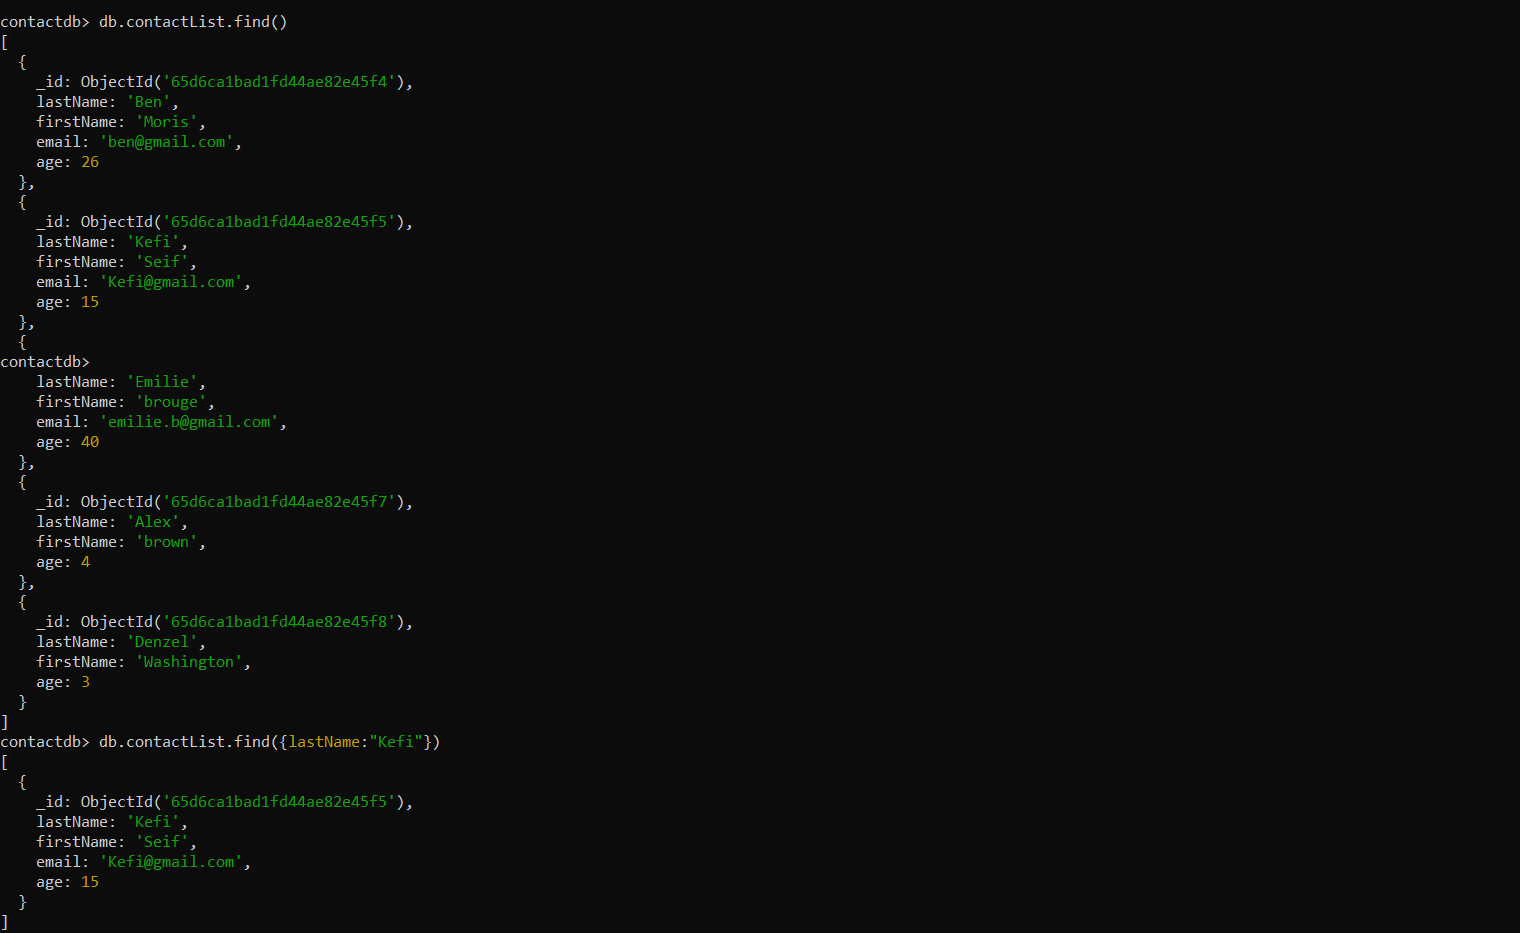 contactdb> db.contactList.find()
[
  {
    _id: ObjectId('65d6ca1bad1fd44ae82e45f4'),
    lastName: 'Ben',
    firstName: 'Moris',
    email: 'ben@gmail.com',
    age: 26
  },
  {
    _id: ObjectId('65d6ca1bad1fd44ae82e45f5'),
    lastName: 'Kefi',
    firstName: 'Seif',
    email: 'Kefi@gmail.com',
    age: 15
  },
  {
contactdb>
    lastName: 'Emilie',
    firstName: 'brouge',
    email: 'emilie.b@gmail.com',
    age: 40
  },
  {
    _id: ObjectId('65d6ca1bad1fd44ae82e45f7'),
    lastName: 'Alex',
    firstName: 'brown',
    age: 4
  },
  {
    _id: ObjectId('65d6ca1bad1fd44ae82e45f8'),
    lastName: 'Denzel',
    firstName: 'Washington',
    age: 3
  }
]
contactdb> db.contactList.find({lastName:"Kefi"})
[
  {
    _id: ObjectId('65d6ca1bad1fd44ae82e45f5'),
    lastName: 'Kefi',
    firstName: 'Seif',
    email: 'Kefi@gmail.com',
    age: 15
  }
]